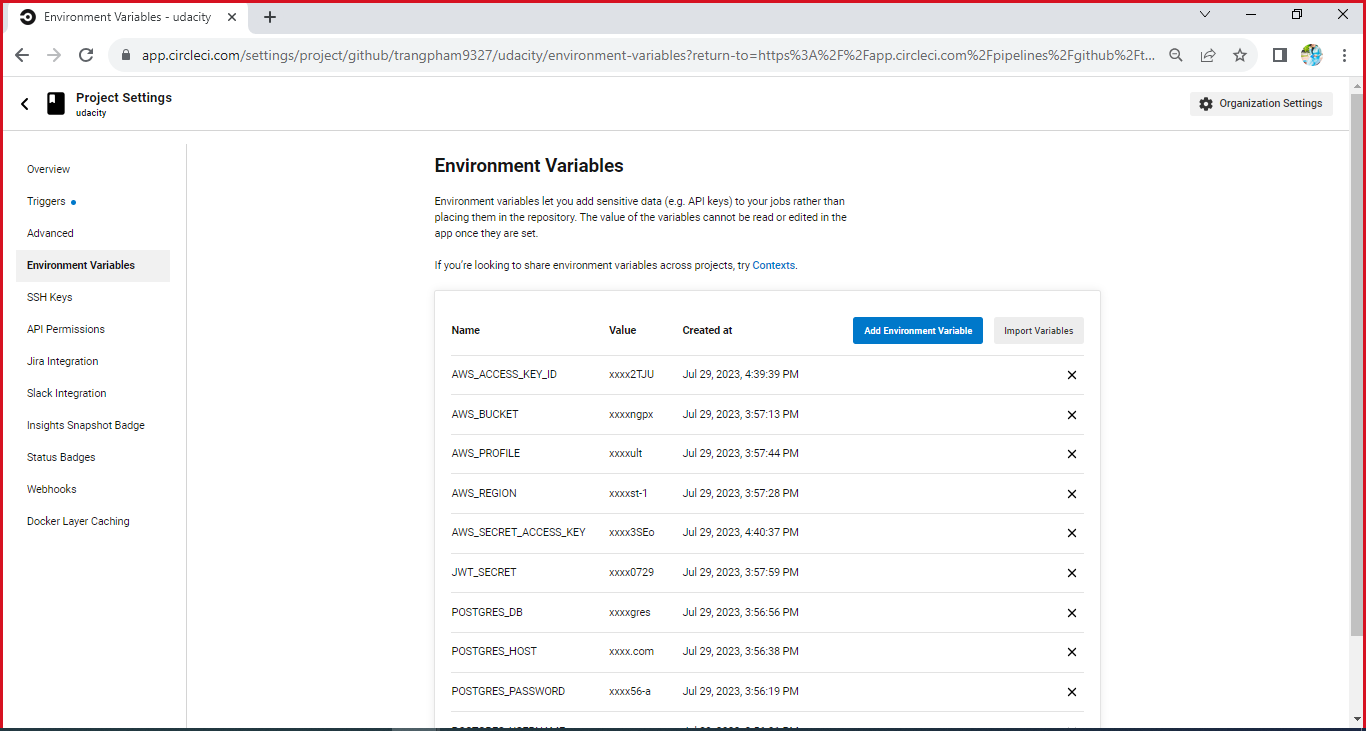 Environment Variables - udacity
app.circleci.com/settings/project/github/trangpham9327/udacity/environment-variables?return-to=https%3A%2F%2Fapp.circleci.com%2Fpipelines%2Fgithub%2Ft...
Project Settings
udacity
Organization Settings
Overview
Triggers
Advanced
Environment Variables
SSH Keys
API Permissions
Jira Integration
Slack Integration
Insights Snapshot Badge
Status Badges
Webhooks
Docker Layer Caching
Environment Variables
Environment variables let you add sensitive data (e.g. API keys) to your jobs rather than
placing them in the repository. The value of the variables cannot be read or edited in the
app once they are set.
If you're looking to share environment variables across projects, try Contexts.
Name Value Created at Add Environment Variable Import Variables
AWS_ACCESS_KEY_ID xxxx2TJU Jul 29, 2023, 4:39:39 PM
AWS_BUCKET xxxxngpx Jul 29, 2023, 3:57:13 PM
AWS_PROFILE xxxxult Jul 29, 2023, 3:57:44 PM
AWS_REGION xxxxst-1 Jul 29, 2023, 3:57:28 PM
AWS_SECRET_ACCESS_KEY xxxx3SEo Jul 29, 2023, 4:40:37 PM
JWT_SECRET xxxx0729 Jul 29, 2023, 3:57:59 PM
POSTGRES_DB xxxxgres Jul 29, 2023, 3:56:56 PM
POSTGRES_HOST xxxx.com Jul 29, 2023, 3:56:38 PM
POSTGRES_PASSWORD xxxx56-a Jul 29, 2023, 3:56:19 PM